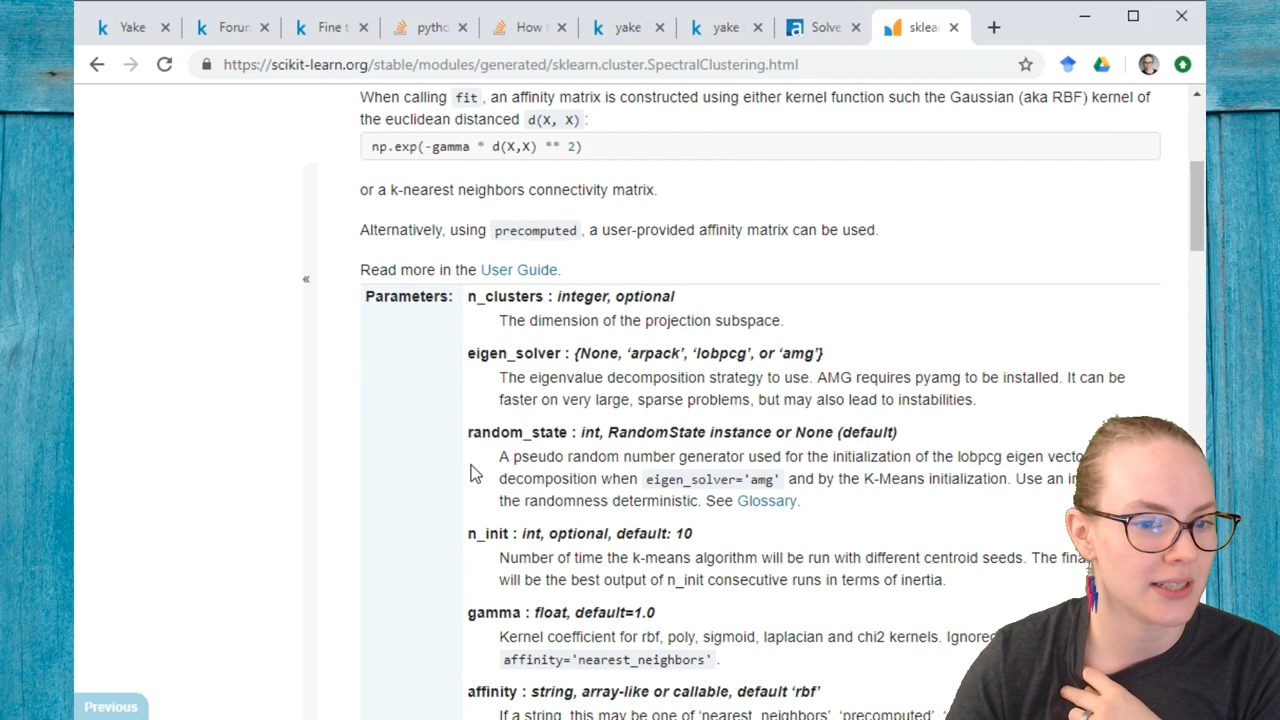 Yake
Forun
Fine t
pytho
How
yake
yake
Solve
sklea
https://scikit-learn.org/stable/modules/generated/sklearn.cluster.SpectralClustering.html
When calling fit, an affinity matrix is constructed using either kernel function such the Gaussian (aka RBF) kernel of
the euclidean distanced d(X, X):
np.exp(-gamma * d(X,X) ** 2)
or a k-nearest neighbors connectivity matrix.
Alternatively, using precomputed, a user-provided affinity matrix can be used.
«
Read more in the User Guide.
Parameters: n_clusters : integer, optional
The dimension of the projection subspace.
eigen_solver : {None, ‘arpack’, ‘lobpcg’, or ‘amg’}
The eigenvalue decomposition strategy to use. AMG requires pyamg to be installed. It can be
faster on very large, sparse problems, but may also lead to instabilities.
random_state : int, RandomState instance or None (default)
A pseudo random number generator used for the initialization of the lobpcg eigen vecto
decomposition when eigen_solver='amg' and by the K-Means initialization. Use an in
the randomness deterministic. See Glossary.
n_init : int, optional, default: 10
Number of time the k-means algorithm will be run with different centroid seeds. The fina
will be the best output of n_init consecutive runs in terms of inertia.
gamma : float, default=1.0
Kernel coefficient for rbf, poly, sigmoid, laplacian and chi2 kernels. Ignored
affinity='nearest_neighbors'.
affinity : string, array-like or callable, default ‘rbf’
If a string, this may be one of ‘nearest_neighbors’, ‘precomputed’, ‘
Previous